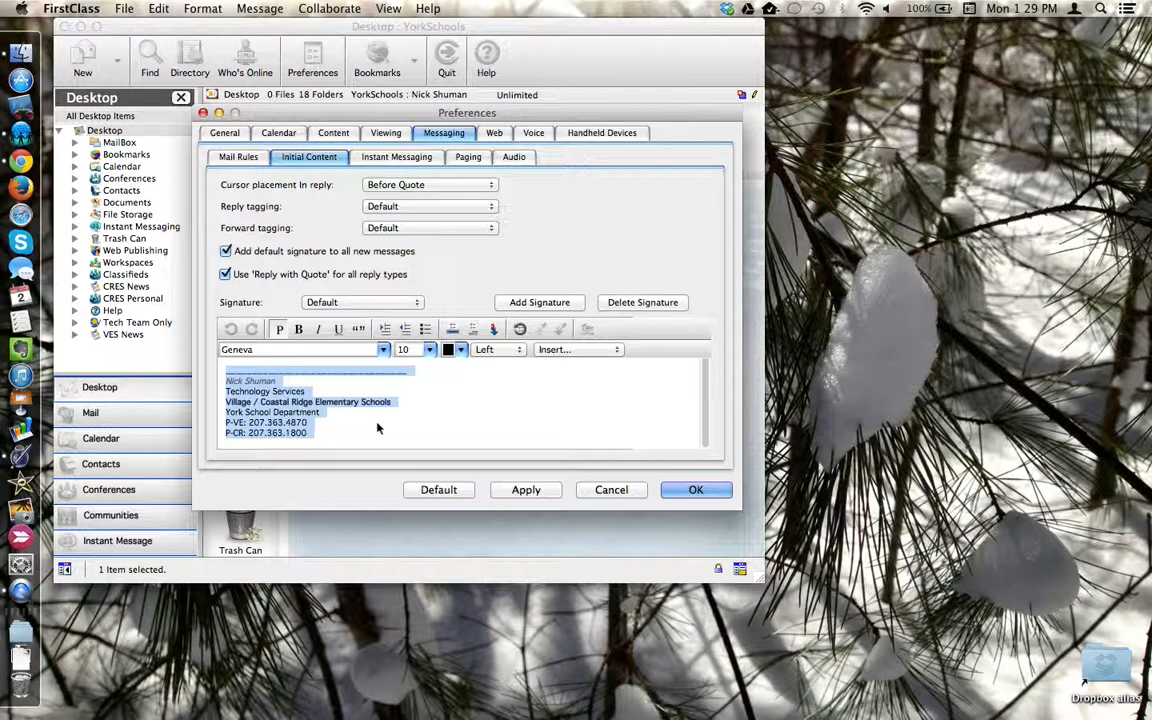 FirstClass File Edit Format Message Collaborate View Help 100% Mon 1:29 PM
Desktop : YorkSchools
New Find Directory Who's Online Preferences Bookmarks Quit Help
Desktop
Desktop 0 Files 18 Folders YorkSchools : Nick Shuman Unlimited
All Desktop Items
Desktop
MailBox
Bookmarks
Calendar
Conferences
Contacts
Documents
File Storage
Instant Messaging
Trash Can
Web Publishing
Workspaces
Classifieds
CRES News
CRES Personal
Help
Tech Team Only
VES News
Desktop
Mail
Calendar
Contacts
Conferences
Communities
Instant Message
Preferences
General Calendar Content Viewing Messaging Web Voice Handheld Devices
Mail Rules Initial Content Instant Messaging Paging Audio
Cursor placement In reply: Before Quote
Reply tagging: Default
Forward tagging: Default
Add default signature to all new messages
Use 'Reply with Quote' for all reply types
Signature: Default Add Signature Delete Signature
P B I U
Geneva 10 Left Insert...
Nick Shuman
Technology Services
Village / Coastal Ridge Elementary Schools
York School Department
P-VE: 207.363.4870
P-CR: 207.363.1800
Default Apply Cancel OK
Trash Can
1 Item selected.
2
Dropbox alias